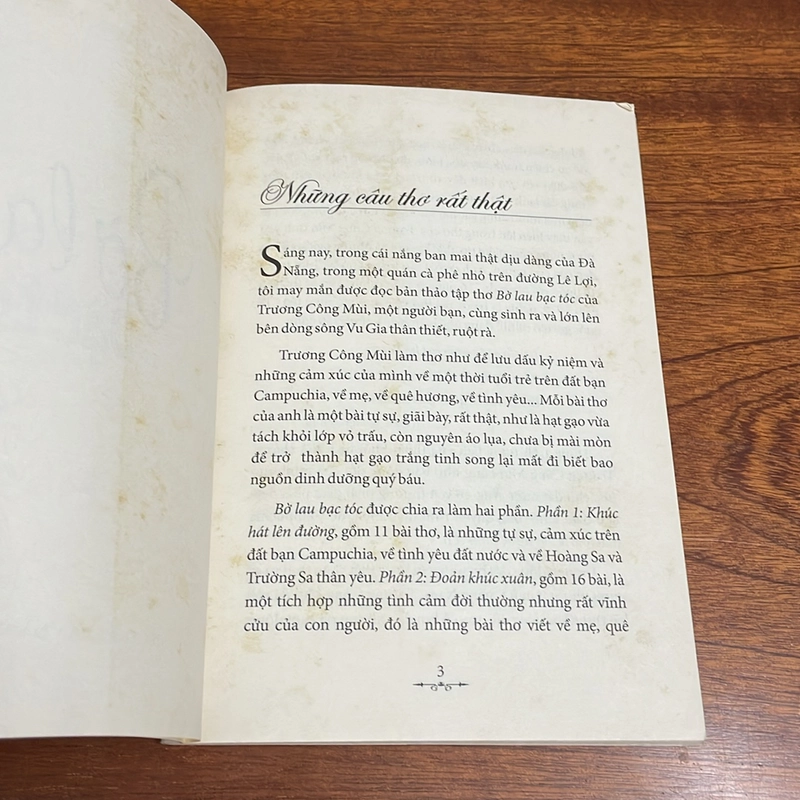 Những câu thơ rất thật
Sáng nay, trong cái nắng ban mai thật dịu dàng của Đà
Nẵng, trong một quán cà phê nhỏ trên đường Lê Lợi,
tôi may mắn được đọc bản thảo tập thơ Bờ lau bạc tóc của
Trương Công Mùi, một người bạn, cùng sinh ra và lớn lên
bên dòng sông Vu Gia thân thiết, ruột rà.
Trương Công Mùi làm thơ như để lưu dấu kỷ niệm và
những cảm xúc của mình về một thời tuổi trẻ trên đất bạn
Campuchia, về mẹ, về quê hương, về tình yêu... Mỗi bài thơ
của anh là một bài tự sự, giãi bày, rất thật, như là hạt gạo vừa
tách khỏi lớp vỏ trấu, còn nguyên áo lụa, chưa bị mài mòn
để trở thành hạt gạo trắng tinh song lại mất đi biết bao
nguồn dinh dưỡng quý báu.
Bờ lau bạc tóc được chia ra làm hai phần. Phần 1: Khúc
hát lên đường, gồm 11 bài thơ, là những tự sự, cảm xúc trên
đất bạn Campuchia, về tình yêu đất nước và về Hoàng Sa và
Trường Sa thân yêu. Phần 2: Đoản khúc xuân, gồm 16 bài, là
một tích hợp những tình cảm đời thường nhưng rất vĩnh
cửu của con người, đó là những bài thơ viết về mẹ, quê
3